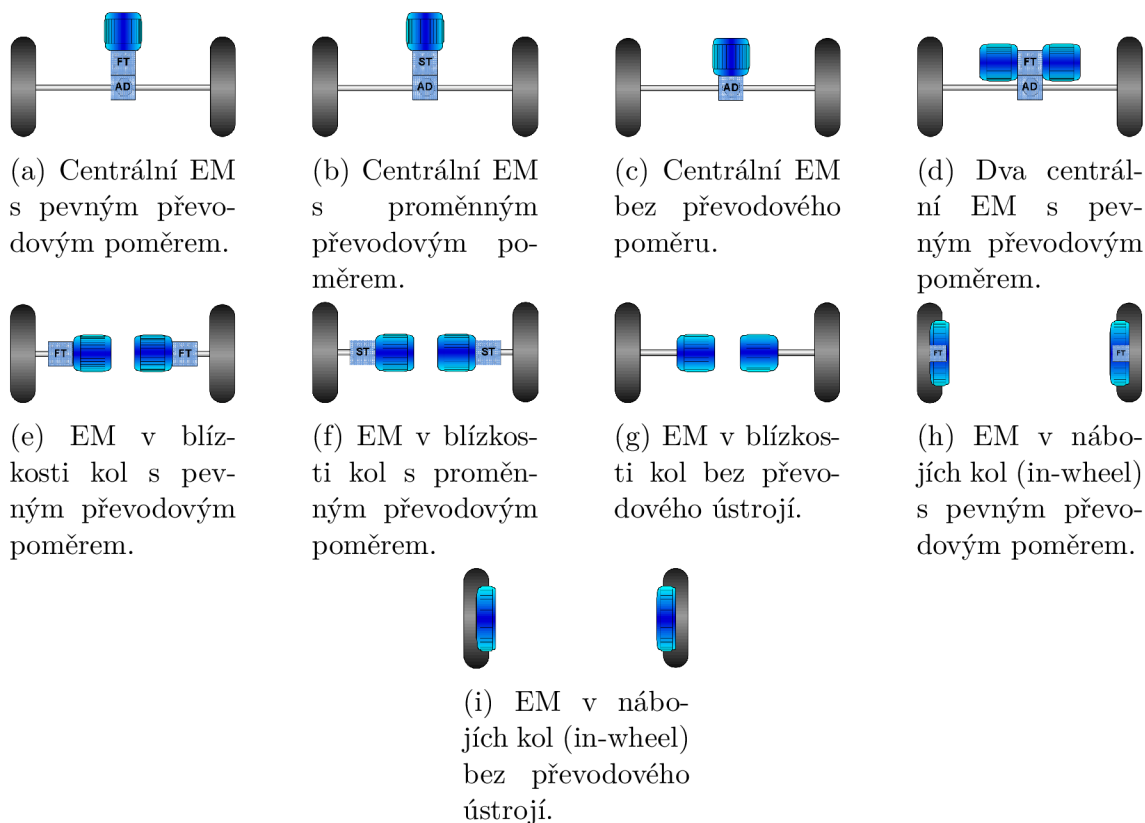 FT
AD
ST
AD
AD
FT
AD
(a) Centrální EM
s pevným převo-
dovým poměrem.
(b) Centrální EM
s proměnným
převodovým po-
měrem.
(c) Centrální EM
bez převodového
poměru.
(d) Dva centrál-
ní EM s pev-
ným převodovým
poměrem.
FT FT
ST ST
FT FT
(e) EM v blíz-
kosti kol s pev-
ným převodovým
poměrem.
(f) EM v blízkos-
ti kol s proměn-
ným převodovým
poměrem.
(g) EM v blízkos-
ti kol bez převo-
dového ústrojí.
(h) EM v nábo-
jích kol (in-wheel)
s pevným převo-
dovým poměrem.
(i) EM v nábo-
jích kol (in-wheel)
bez převodového
ústrojí.